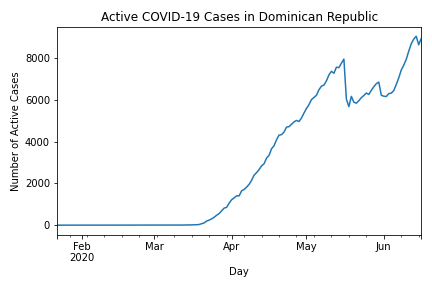 Active COVID-19 Cases in Dominican Republic
Number of Active Cases
8000
6000
4000
2000
0
Feb
2020
Mar
Apr
May
Jun
Day